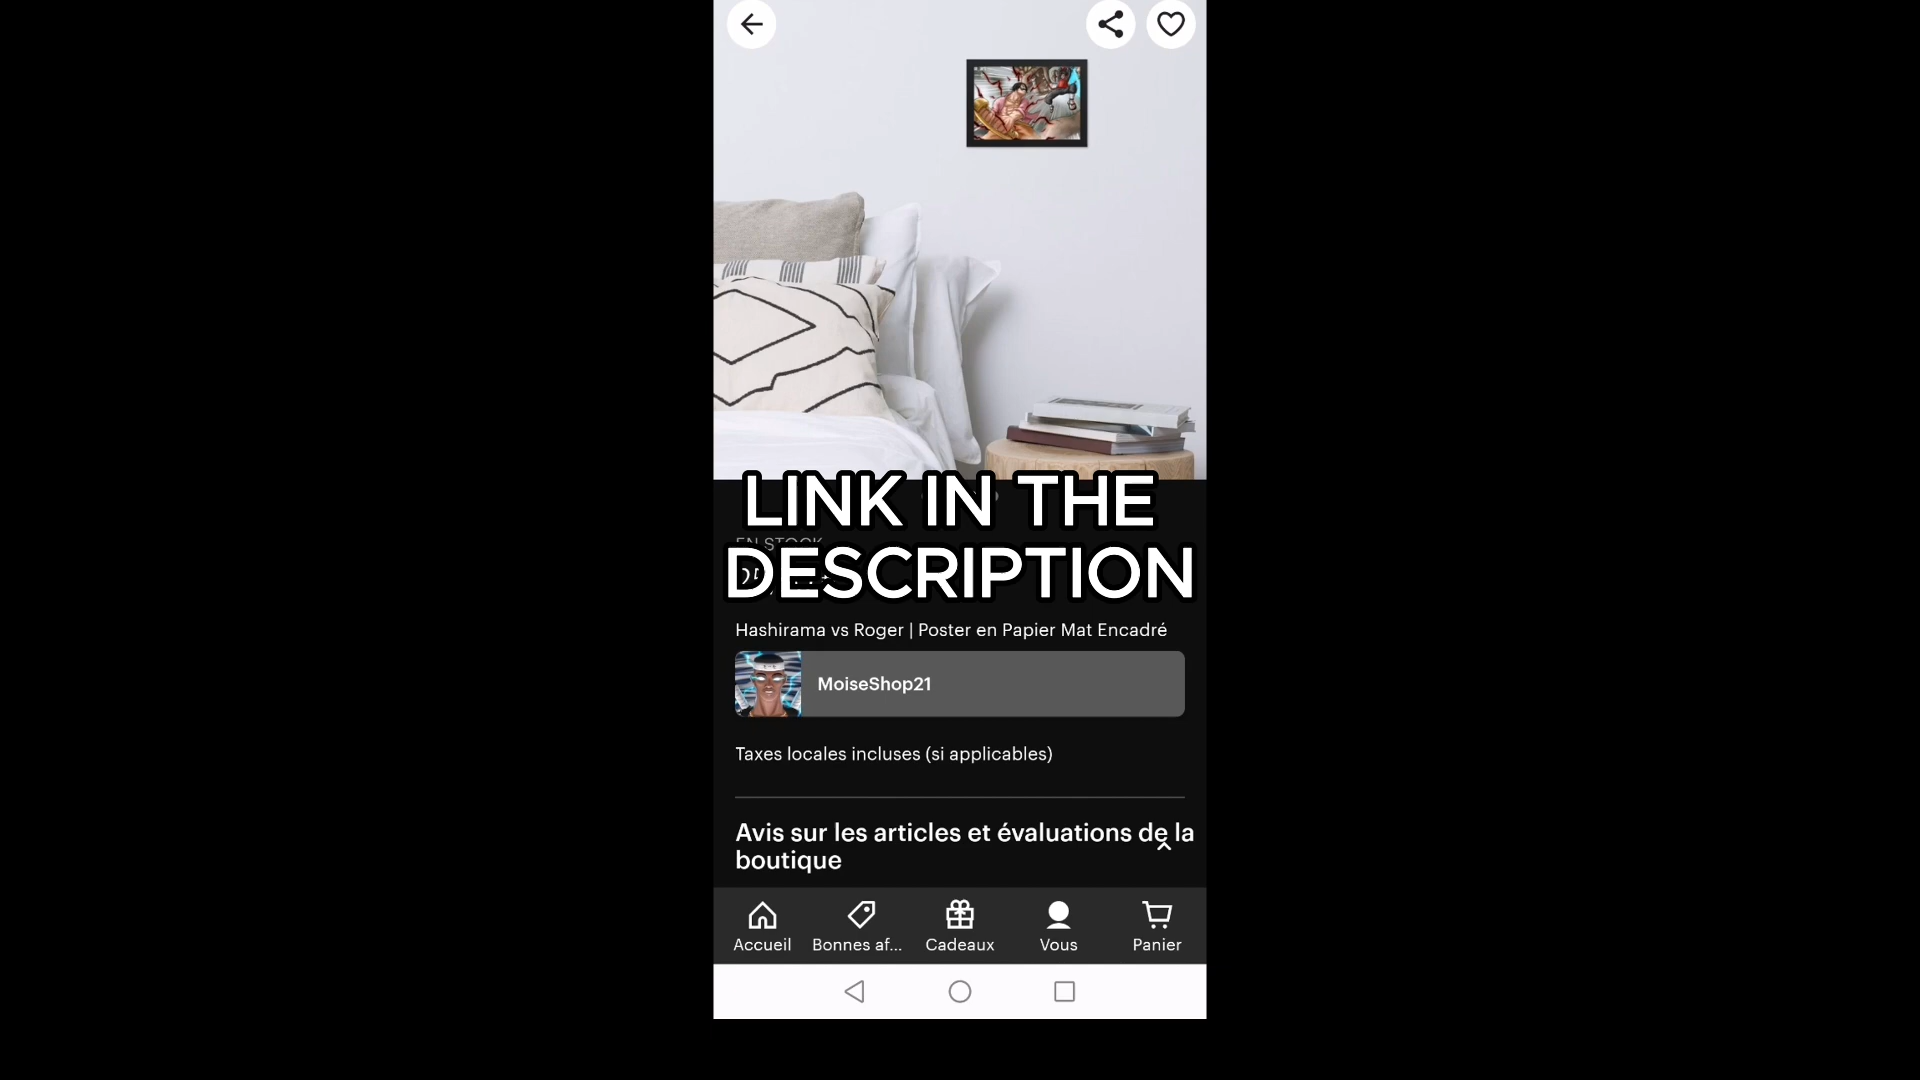 LINK IN THE
EN STOCK
DESCRIPTION
Hashirama vs Roger | Poster en Papier Mat Encadré
MoiseShop21
Taxes locales incluses (si applicables)
Avis sur les articles et évaluations de la
boutique
Accueil
Bonnes af...
Cadeaux
Vous
Panier